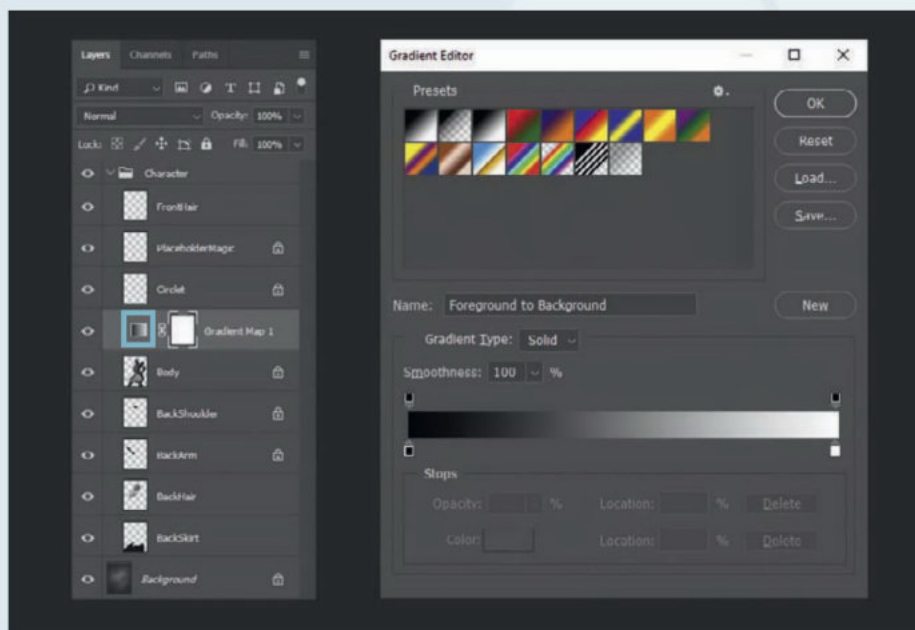 Layers Channels Paths
Kind
Normal Opacity: 100%
Lock: Fill: 100%
Character
FrontHair
PlaceholderMagic
Circlet
Gradient Map 1
Body
BackShoulder
BackArm
BackHair
BackSkirt
Background
Gradient Editor
Presets
OK
Reset
Load...
Save...
Name: Foreground to Background New
Gradient Type: Solid
Smoothness: 100 %
Stops
Opacity: % Location: % Delete
Color: Location: % Delete